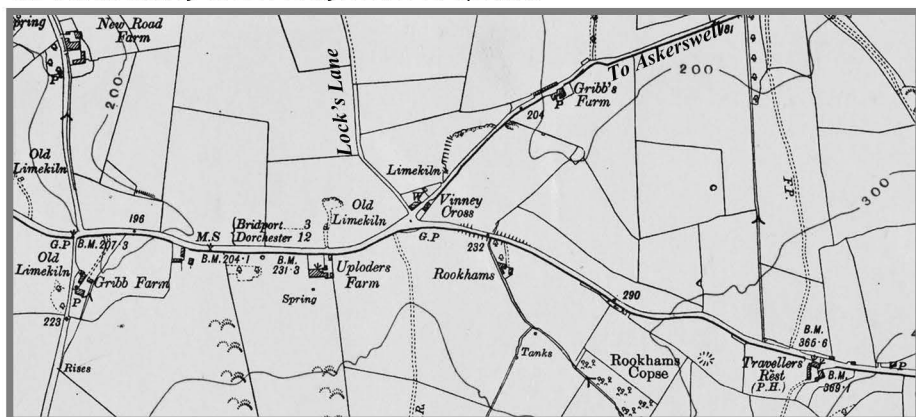 Spring
New Road
Farm
P
200
Old
Limekiln
Lock's Lane
To Askerswell
181
200
Gribb's
Farm
P
204
Limekiln
W
Vinney
Cross
Old
Limekiln
G.P
F.P.
300
196
M.S
Bridport 3
Dorchester 12
G.P
B.M. 207·3
B.M. 204·1
B.M.
231·3
Uploders
Farm
Spring
Old
Limekiln
Gribb Farm
P
223
Rises
232
Rookhams
290
Tanks
Rookhams
Copse
R.
B.M.
365·6
Travellers
Rest
(P.H.)
B.M.
369·1
P